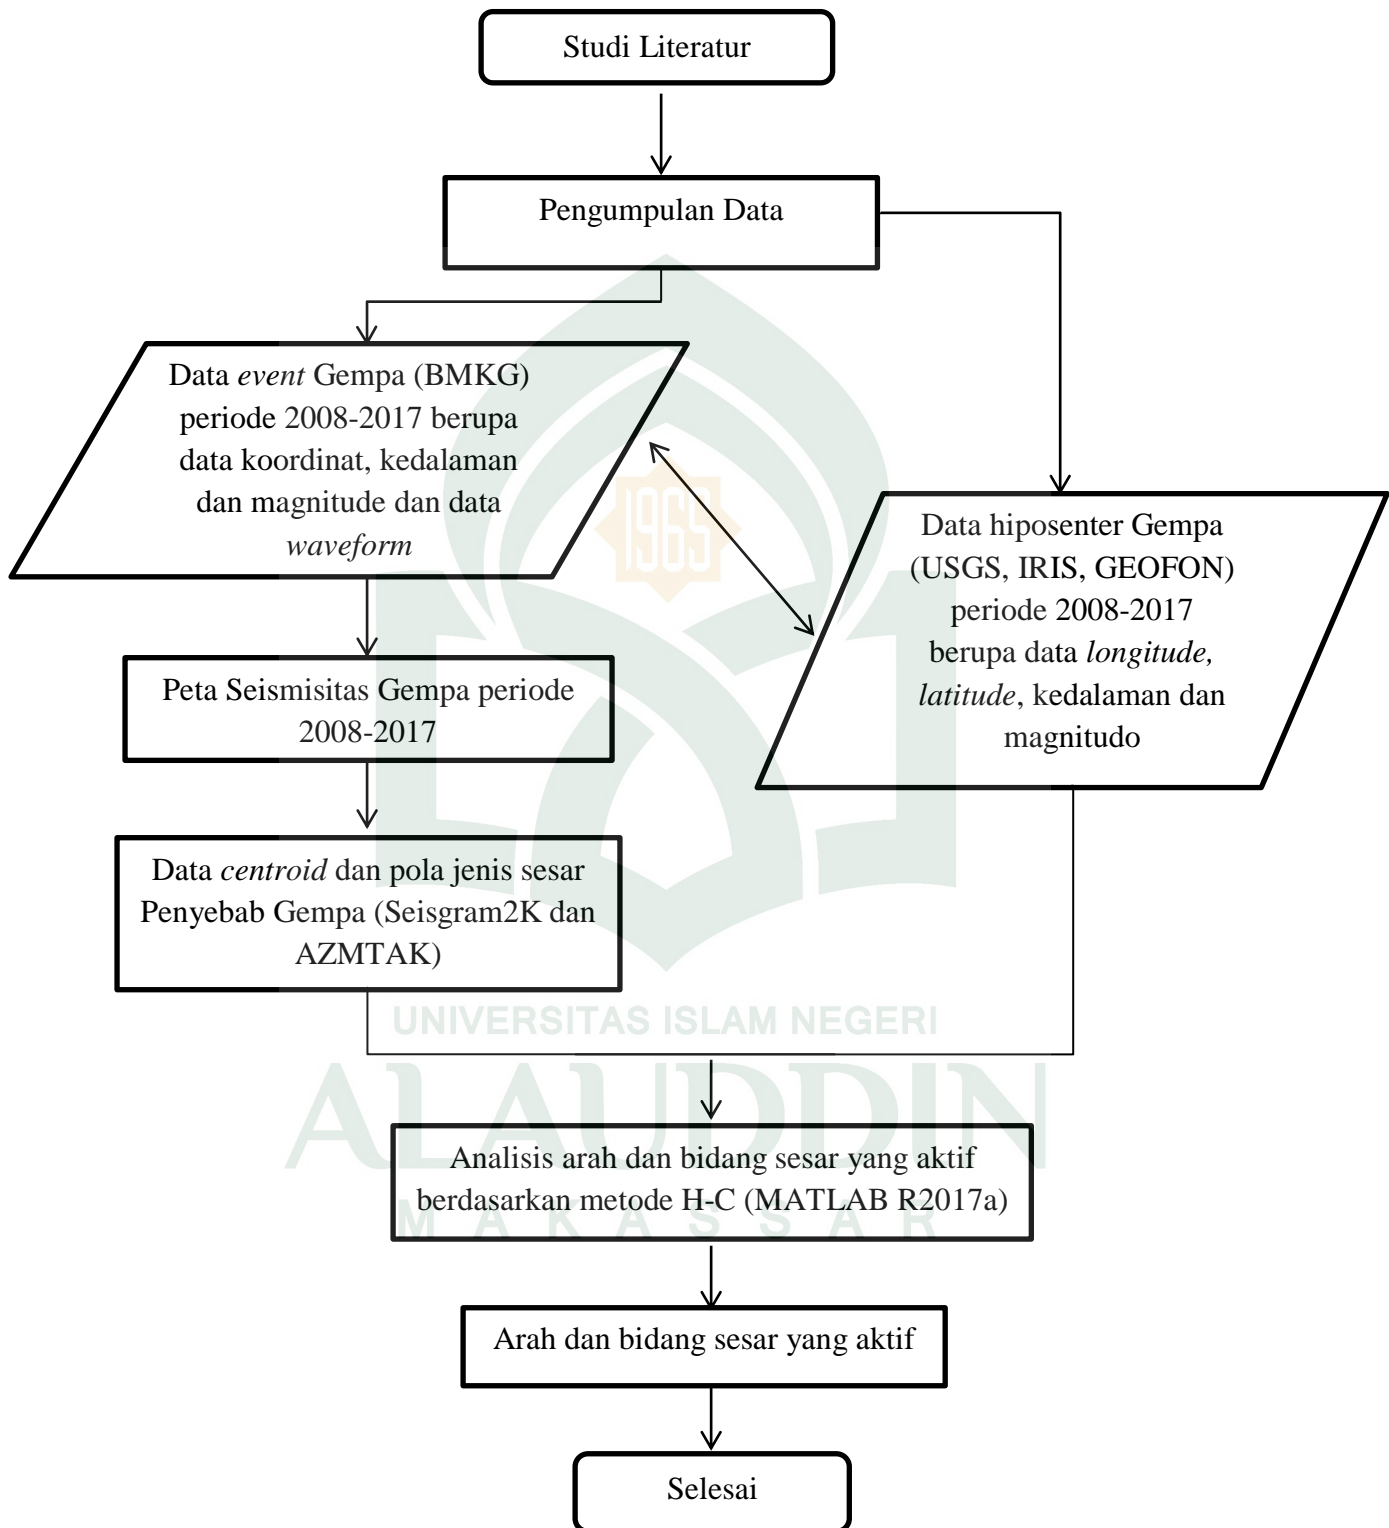 Studi Literatur
Pengumpulan Data
Data event Gempa (BMKG)
periode 2008-2017 berupa
data koordinat, kedalaman
dan magnitude dan data
waveform
Data hiposenter Gempa
(USGS, IRIS, GEOFON)
periode 2008-2017
berupa data longitude,
latitude, kedalaman dan
magnitudo
1965
Peta Seismisitas Gempa periode
2008-2017
Data centroid dan pola jenis sesar
Penyebab Gempa (Seisgram2K dan
AZMTAK)
UNIVERSITAS ISLAM NEGERI
ALAUDDIN
MAKASSAR
Analisis arah dan bidang sesar yang aktif
berdasarkan metode H-C (MATLAB R2017a)
Arah dan bidang sesar yang aktif
Selesai